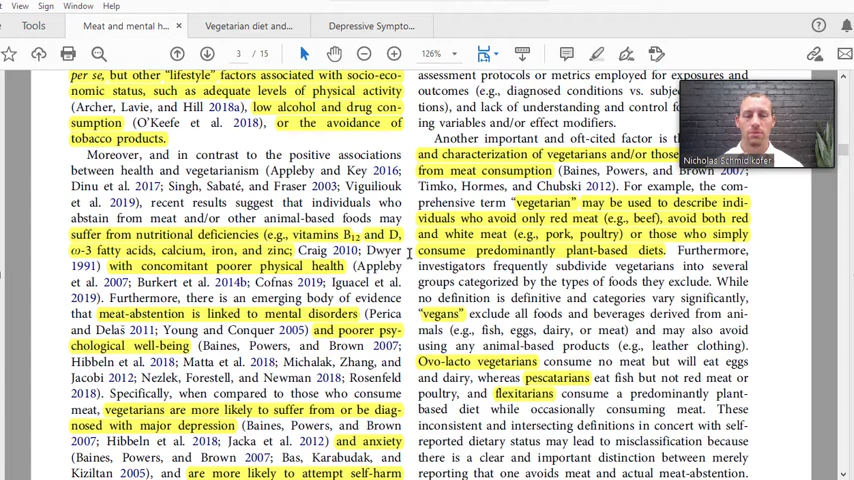 View Sign Window Help
Tools
Meat and mental h... ×
Vegetarian diet and...
Depressive Sympto...
3 / 15
126%
per se, but other "lifestyle" factors associated with socio-eco-
nomic status, such as adequate levels of physical activity
(Archer, Lavie, and Hill 2018a), low alcohol and drug con-
sumption (O'Keefe et al. 2018), or the avoidance of
tobacco products.
Moreover, and in contrast to the positive associations
between health and vegetarianism (Appleby and Key 2016;
Dinu et al. 2017; Singh, Sabaté, and Fraser 2003; Viguiliouk
et al. 2019), recent results suggest that individuals who
abstain from meat and/or other animal-based foods may
suffer from nutritional deficiencies (e.g., vitamins B12 and D,
ω-3 fatty acids, calcium, iron, and zinc; Craig 2010; Dwyer
1991) with concomitant poorer physical health (Appleby
et al. 2007; Burkert et al. 2014b; Cofnas 2019; Iguacel et al.
2019). Furthermore, there is an emerging body of evidence
that meat-abstention is linked to mental disorders (Perica
and Delaš 2011; Young and Conquer 2005) and poorer psy-
chological well-being (Baines, Powers, and Brown 2007;
Hibbeln et al. 2018; Matta et al. 2018; Michalak, Zhang, and
Jacobi 2012; Nezlek, Forestell, and Newman 2018; Rosenfeld
2018). Specifically, when compared to those who consume
meat, vegetarians are more likely to suffer from or be diag-
nosed with major depression (Baines, Powers, and Brown
2007; Hibbeln et al. 2018; Jacka et al. 2012) and anxiety
(Baines, Powers, and Brown 2007; Bas, Karabudak, and
Kiziltan 2005), and are more likely to attempt self-harm
assessment protocols or metrics employed for exposures and
outcomes (e.g., diagnosed conditions vs.
tions), and lack of understanding and control
ing variables and/or effect modifiers.
Another important and oft-cited factor is
and characterization of vegetarians and/or those
from meat consumption (Baines, Powers, and Brown 2007;
Timko, Hormes, and Chubski 2012). For example, the com-
prehensive term "vegetarian" may be used to describe indi-
viduals who avoid only red meat (e.g., beef), avoid both red
and white meat (e.g., pork, poultry) or those who simply
consume predominantly plant-based diets. Furthermore,
investigators frequently subdivide vegetarians into several
groups categorized by the types of foods they exclude. While
no definition is definitive and categories vary significantly,
"vegans" exclude all foods and beverages derived from ani-
mals (e.g., fish, eggs, dairy, or meat) and may also avoid
using any animal-based products (e.g., leather clothing).
Ovo-lacto vegetarians consume no meat but will eat eggs
and dairy, whereas pescatarians eat fish but not red meat or
poultry, and flexitarians consume a predominantly plant-
based diet while occasionally consuming meat. These
inconsistent and intersecting definitions in concert with self-
reported dietary status may lead to misclassification because
there is a clear and important distinction between merely
reporting that one avoids meat and actual meat-abstention.
Nicholas Schmidlkofer